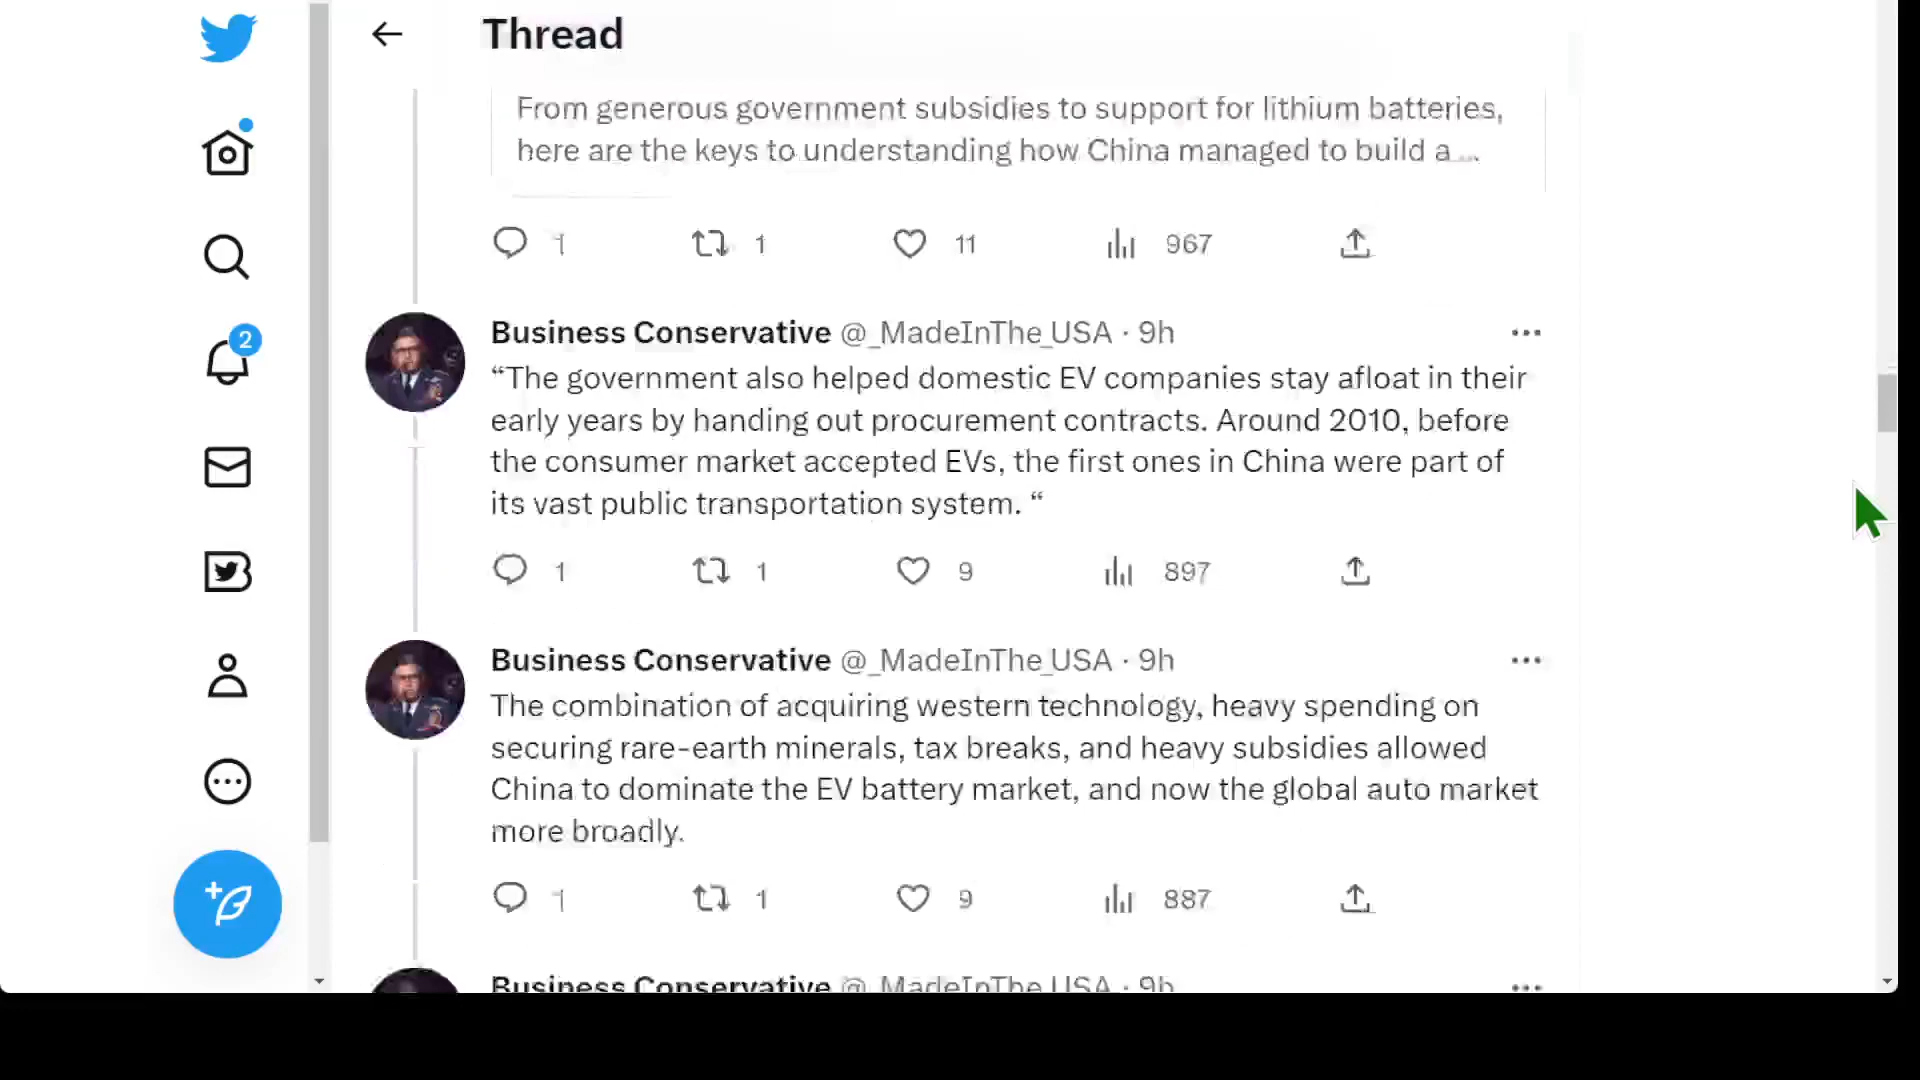 Thread
From generous government subsidies to support for lithium batteries,
here are the keys to understanding how China managed to build a...
1 1 11 967
2
Business Conservative @_MadeInThe_USA · 9h
“The government also helped domestic EV companies stay afloat in their
early years by handing out procurement contracts. Around 2010, before
the consumer market accepted EVs, the first ones in China were part of
its vast public transportation system. “
1 1 9 897
Business Conservative @_MadeInThe_USA · 9h
The combination of acquiring western technology, heavy spending on
securing rare-earth minerals, tax breaks, and heavy subsidies allowed
China to dominate the EV battery market, and now the global auto market
more broadly.
1 1 9 887
Business Conservative @_MadeInThe_USA · 9h